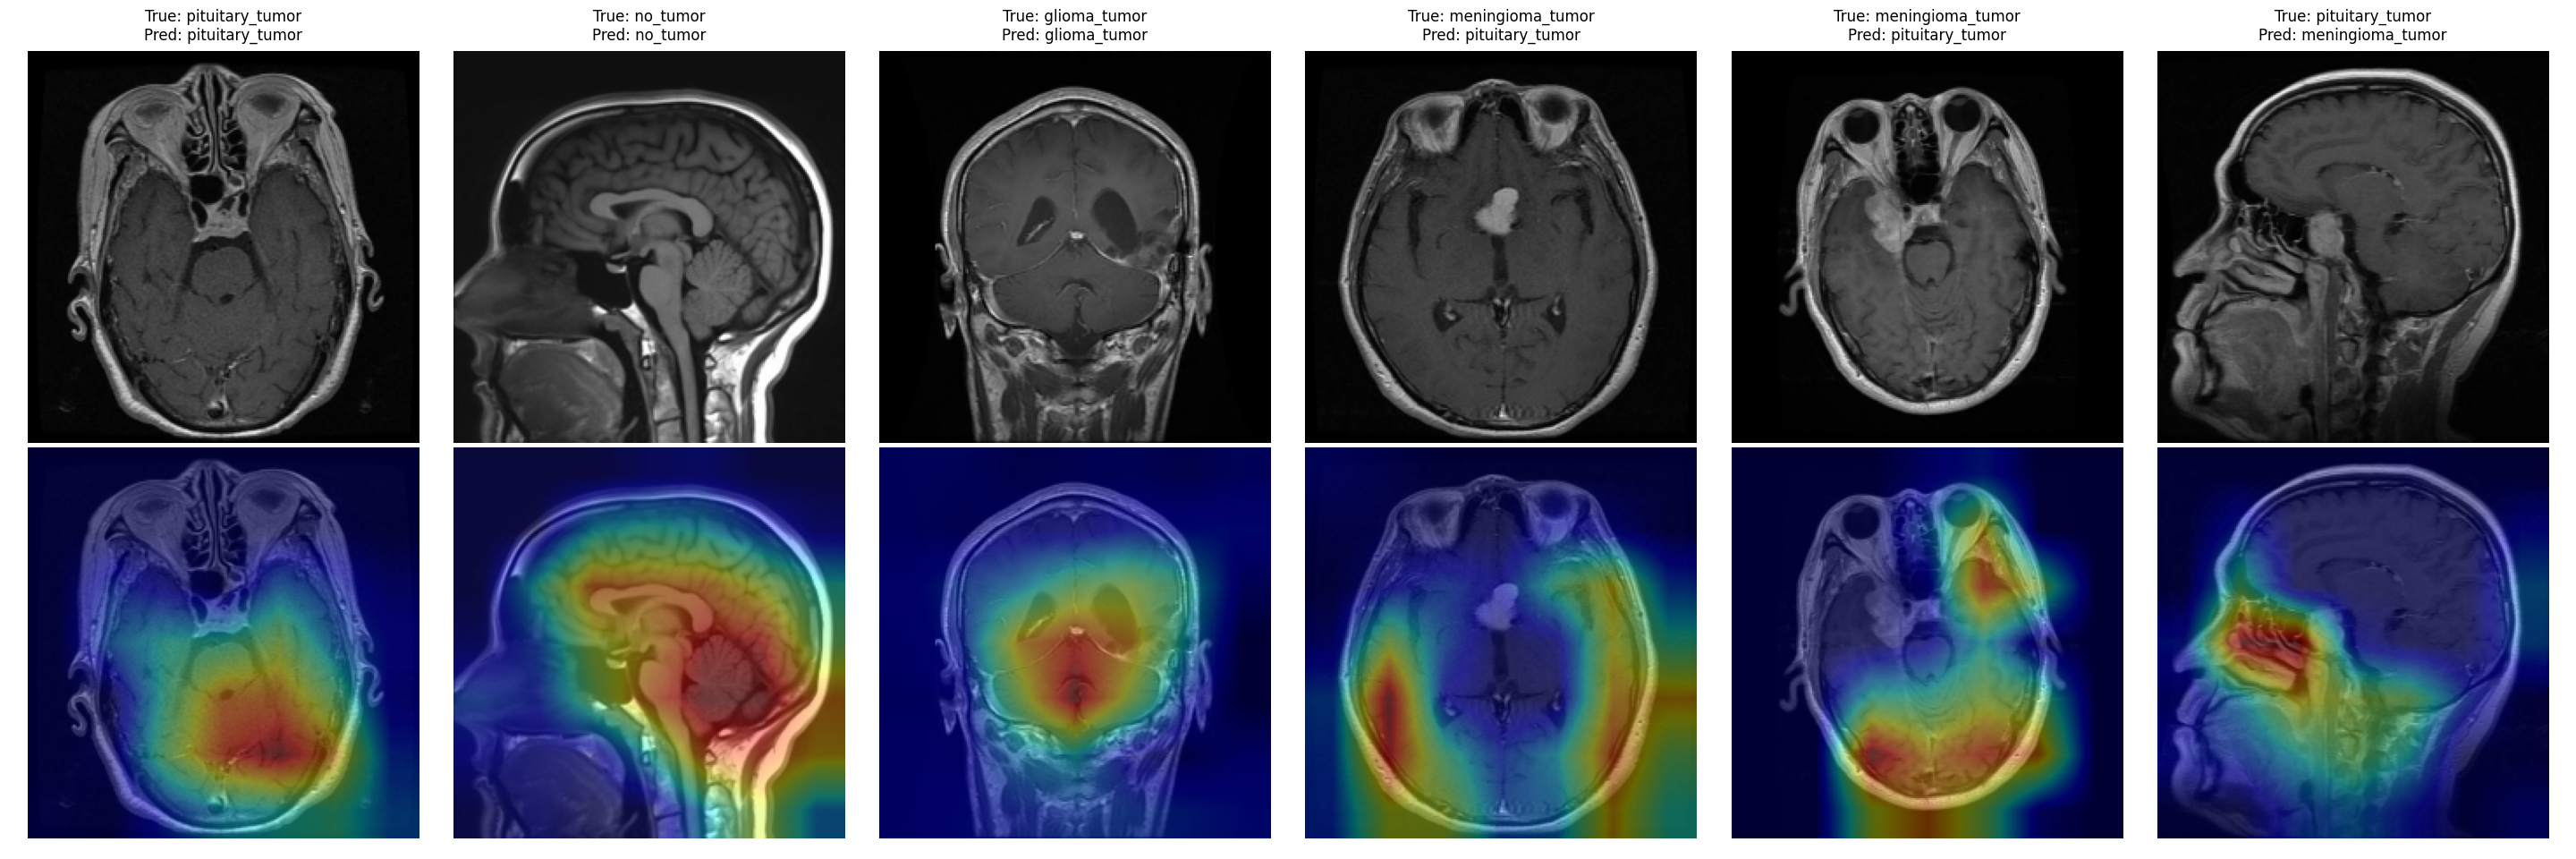 True: pituitary_tumor
Pred: pituitary_tumor
True: no_tumor
Pred: no_tumor
True: glioma_tumor
Pred: glioma_tumor
True: meningioma_tumor
Pred: pituitary_tumor
True: meningioma_tumor
Pred: pituitary_tumor
True: pituitary_tumor
Pred: meningioma_tumor